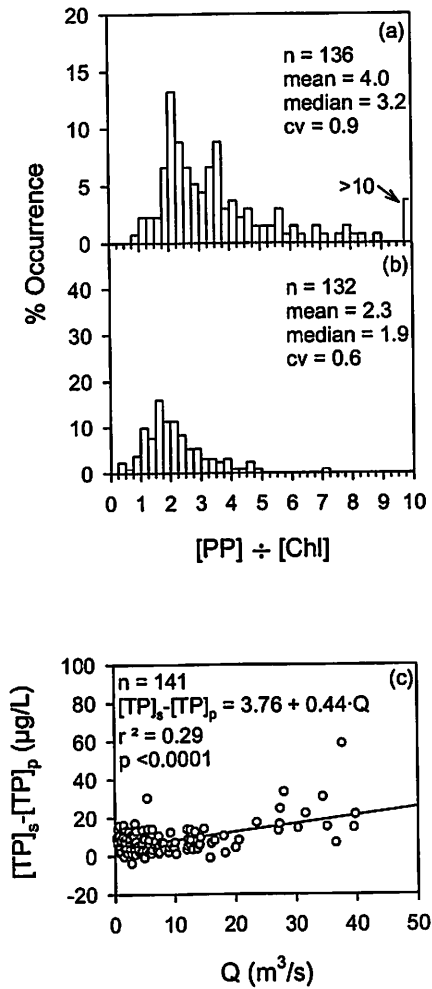 20
15
10
5
0
(a)
n = 136
mean = 4.0
median = 3.2
cv = 0.9
>10
% Occurrence
40
30
20
10
0
(b)
n = 132
mean = 2.3
median = 1.9
cv = 0.6
0 1 2 3 4 5 6 7 8 9 10
[PP] ÷ [Chl]
100
80
60
40
20
0
-20
[TP]s-[TP]p (µg/L)
(c)
n = 141
[TP]s-[TP]p = 3.76 + 0.44·Q
r² = 0.29
p <0.0001
0 10 20 30 40 50
Q (m³/s)